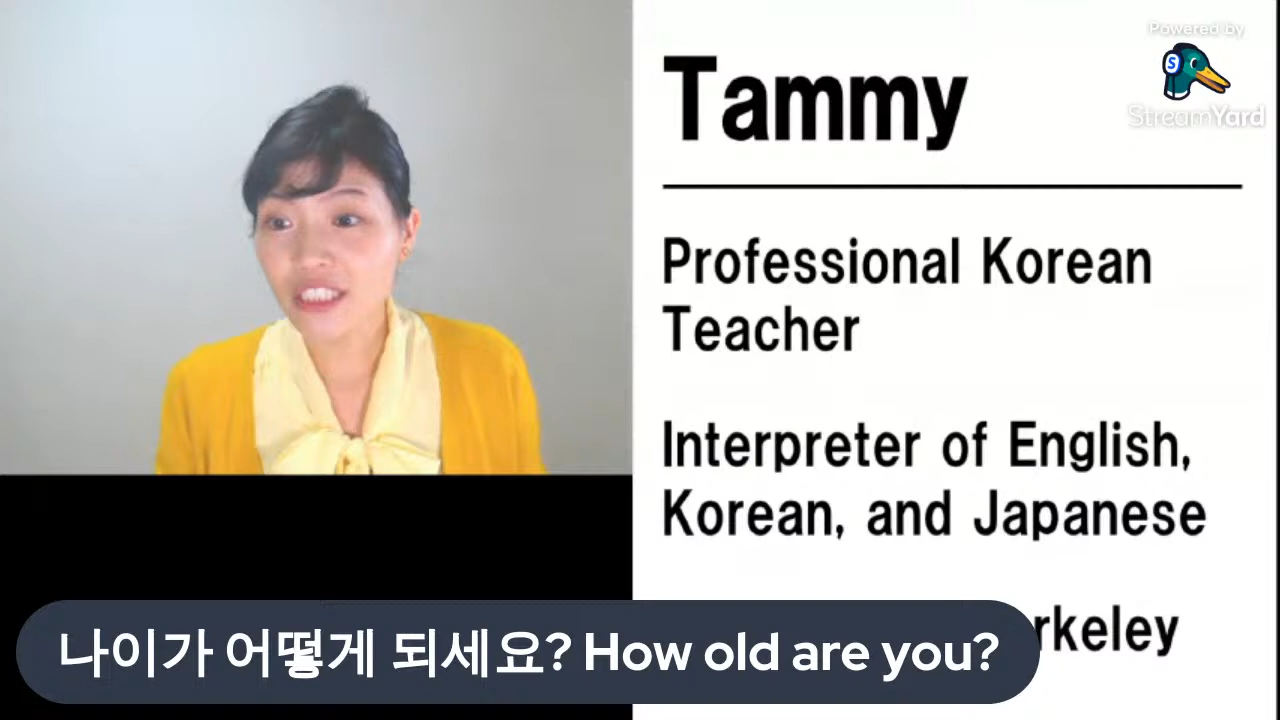 Powered by
StreamYard
Tammy
Professional Korean
Teacher
Interpreter of English,
Korean, and Japanese
나이가 어떻게 되세요? How old are you?